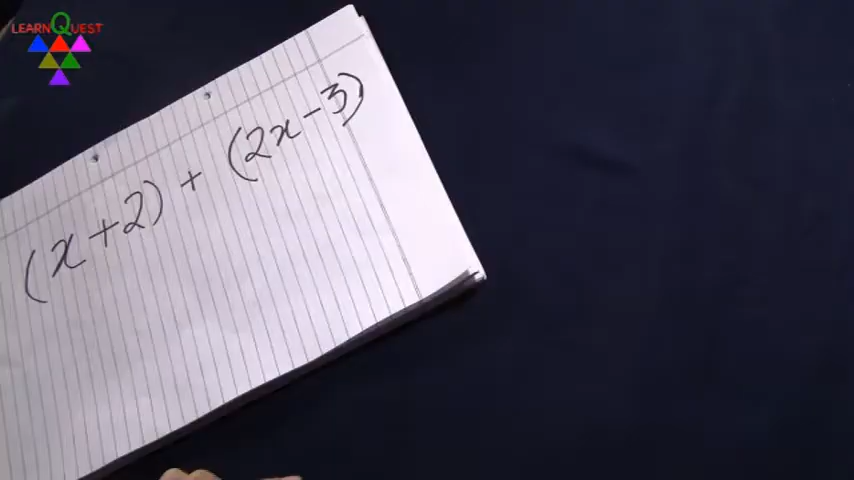 LEARNQUEST
(x+2) + (2x-3)